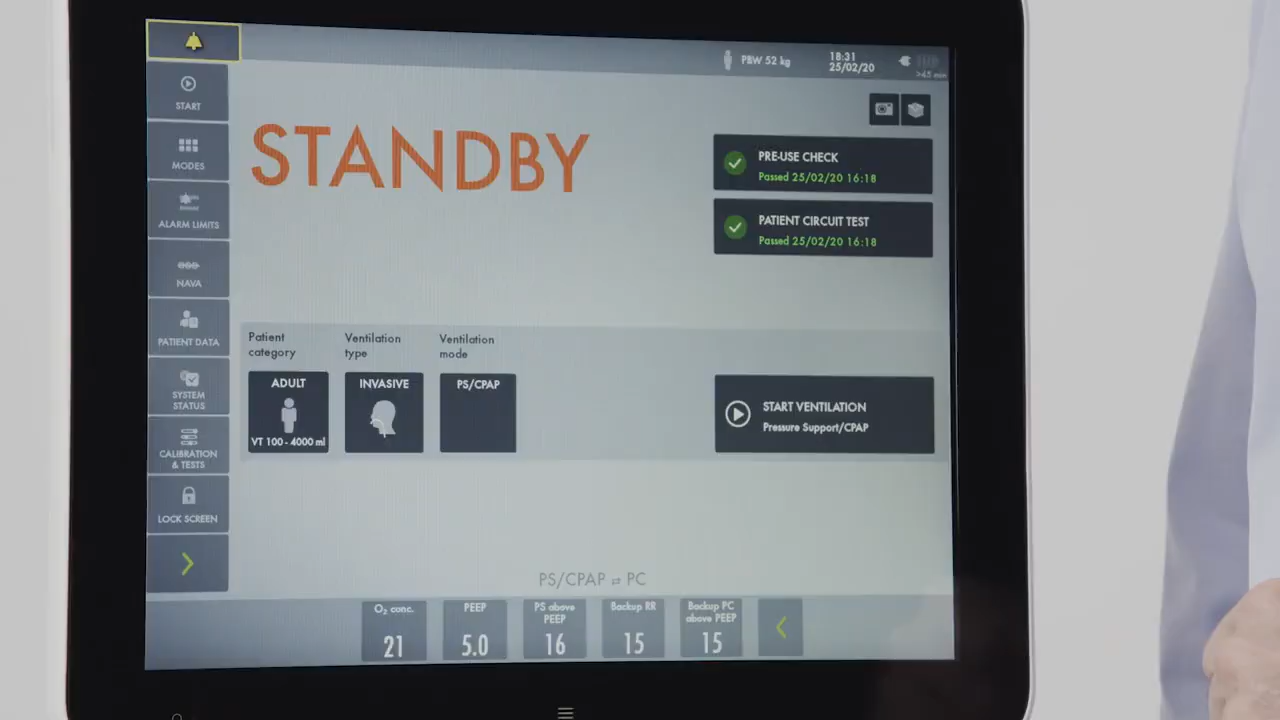 PBW 52 kg
18:31
25/02/20
>45 min
START
MODES
ALARM LIMITS
NAVA
PATIENT DATA
SYSTEM
STATUS
CALIBRATION
& TESTS
LOCK SCREEN
STANDBY
PRE-USE CHECK
Passed 25/02/20 16:18
PATIENT CIRCUIT TEST
Passed 25/02/20 16:18
Patient
category
Ventilation
type
Ventilation
mode
ADULT
VT 100 - 4000 ml
INVASIVE
PS/CPAP
START VENTILATION
Pressure Support/CPAP
PS/CPAP ⇄ PC
O₂ conc.
21
PEEP
5.0
PS above
PEEP
16
Backup RR
15
Backup PC
above PEEP
15